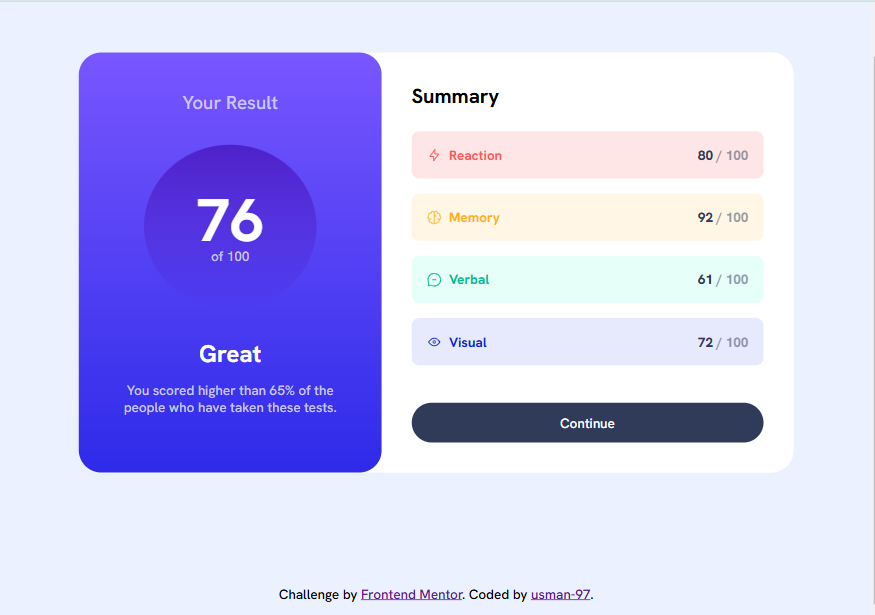 Your Result
76
of 100
Great
You scored higher than 65% of the
people who have taken these tests.
Summary
Reaction 80 / 100
Memory 92 / 100
Verbal 61 / 100
Visual 72 / 100
Continue
Challenge by Frontend Mentor. Coded by usman-97.